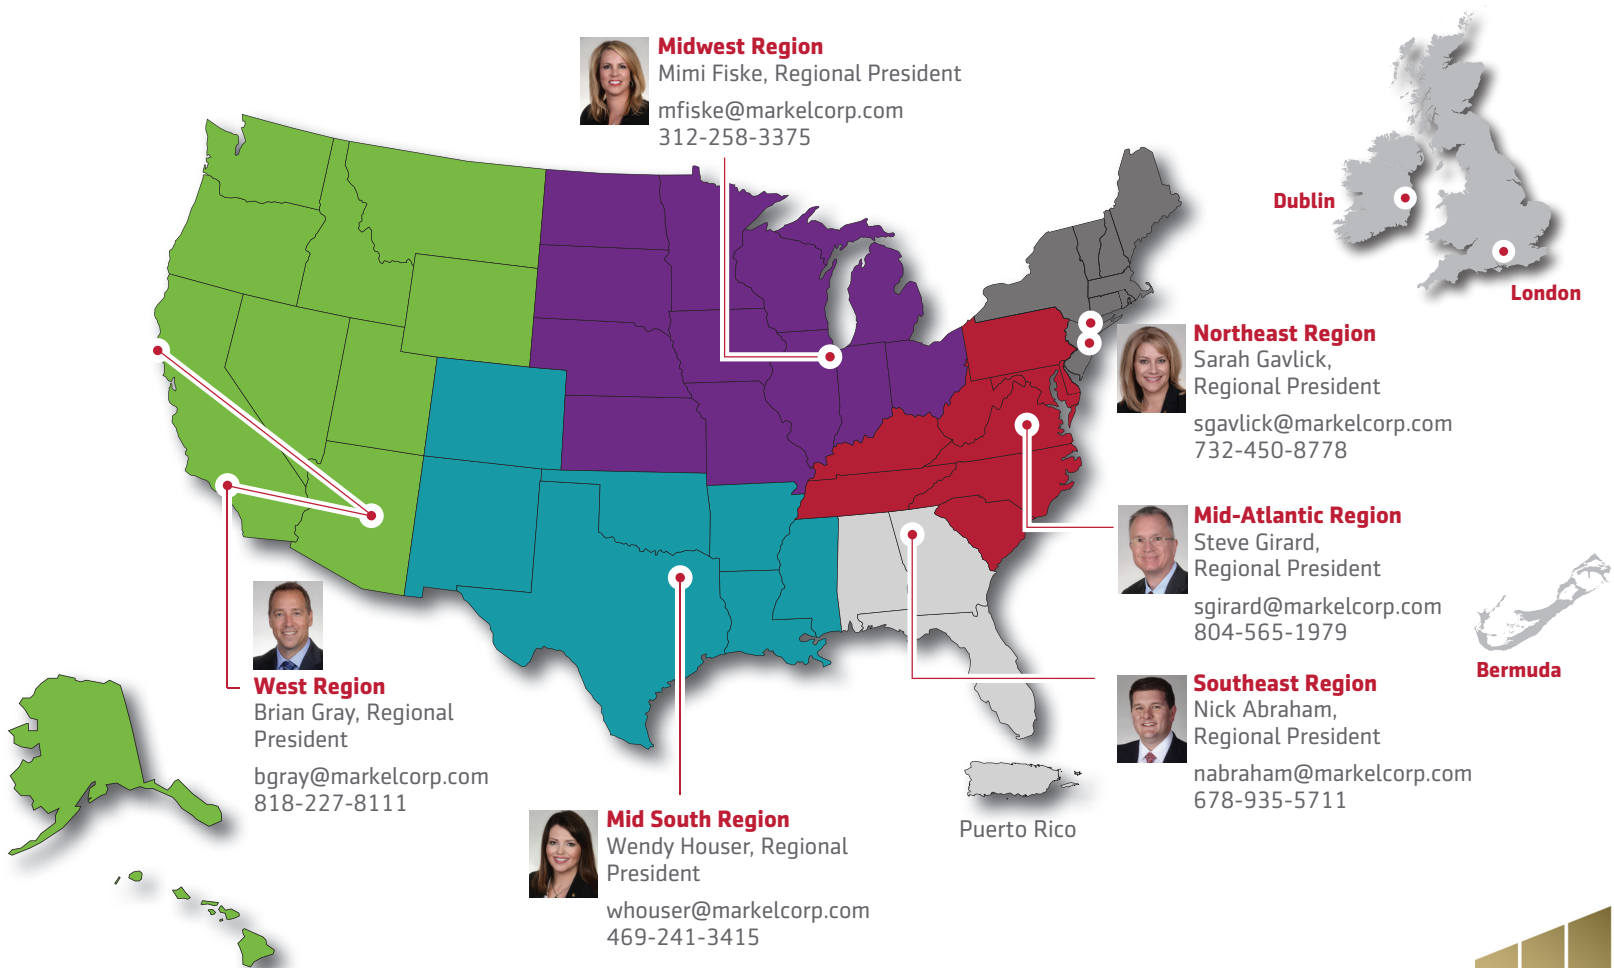 Midwest Region
Mimi Fiske, Regional President
mfiske@markelcorp.com
312-258-3375
Dublin
London
Northeast Region
Sarah Gavlick,
Regional President
sgavlick@markelcorp.com
732-450-8778
Mid-Atlantic Region
Steve Girard,
Regional President
sgirard@markelcorp.com
804-565-1979
Bermuda
Southeast Region
Nick Abraham,
Regional President
nabraham@markelcorp.com
678-935-5711
West Region
Brian Gray, Regional
President
bgray@markelcorp.com
818-227-8111
Mid South Region
Wendy Houser, Regional
President
whouser@markelcorp.com
469-241-3415
Puerto Rico